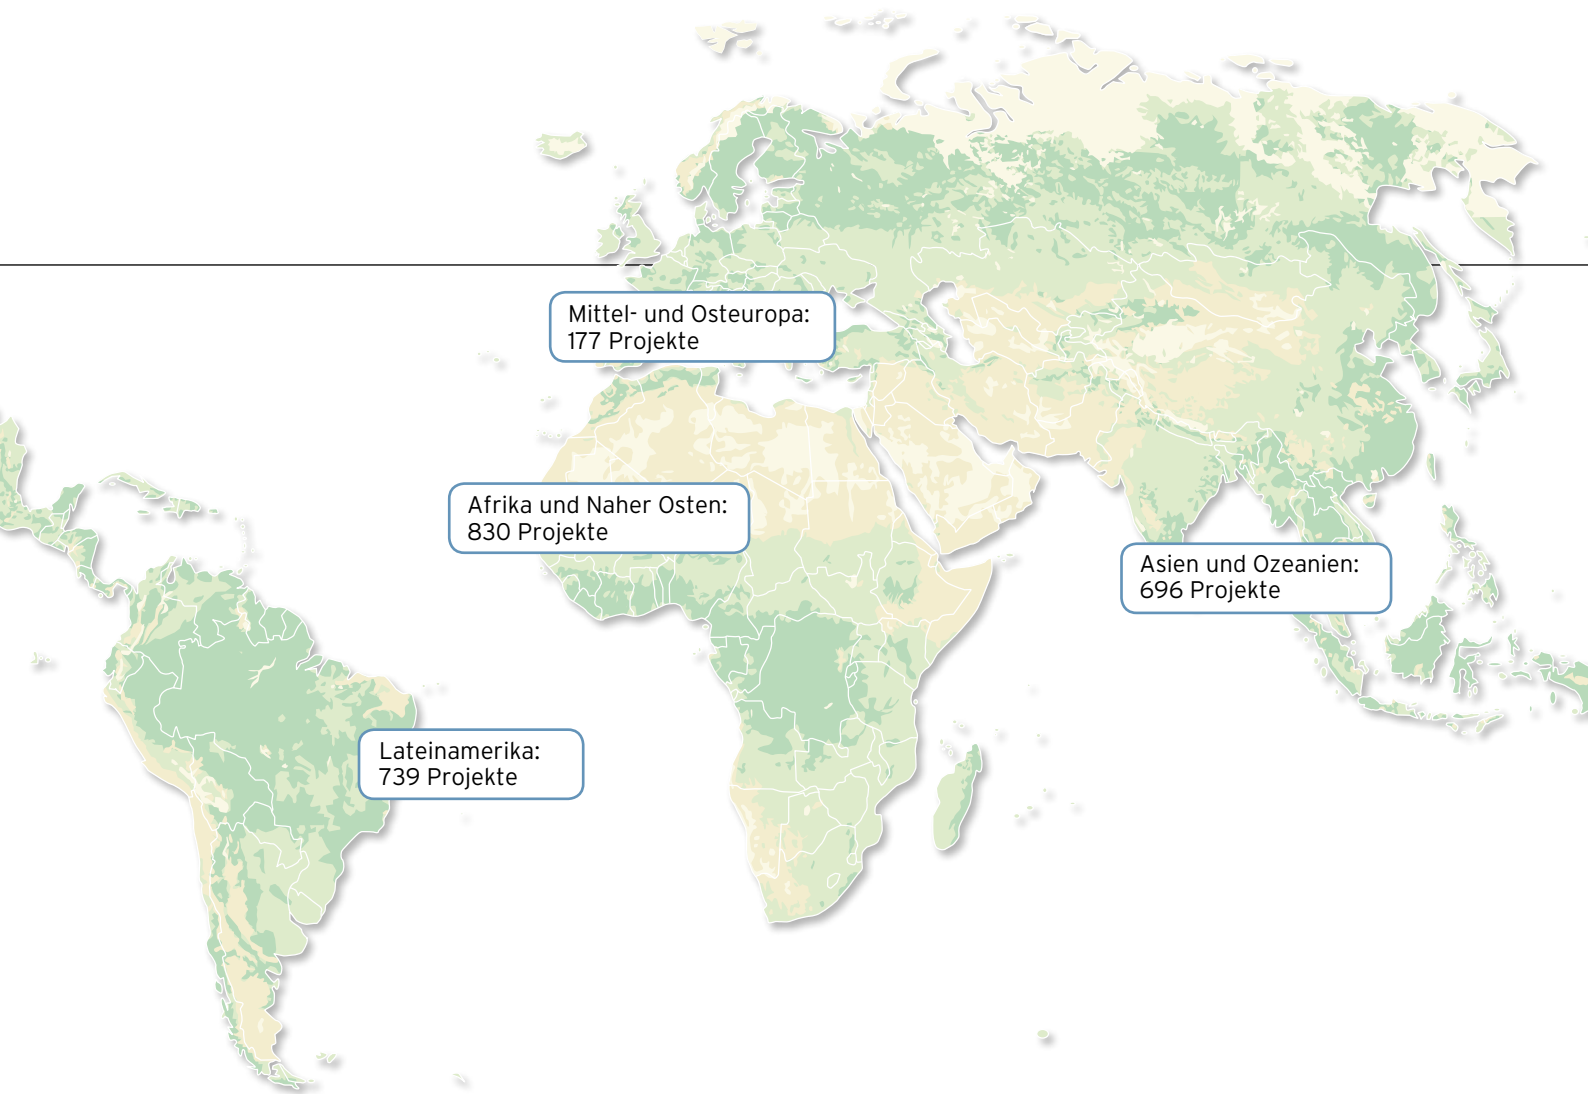 Mittel- und Osteuropa:
177 Projekte
Afrika und Naher Osten:
830 Projekte
Asien und Ozeanien:
696 Projekte
Lateinamerika:
739 Projekte